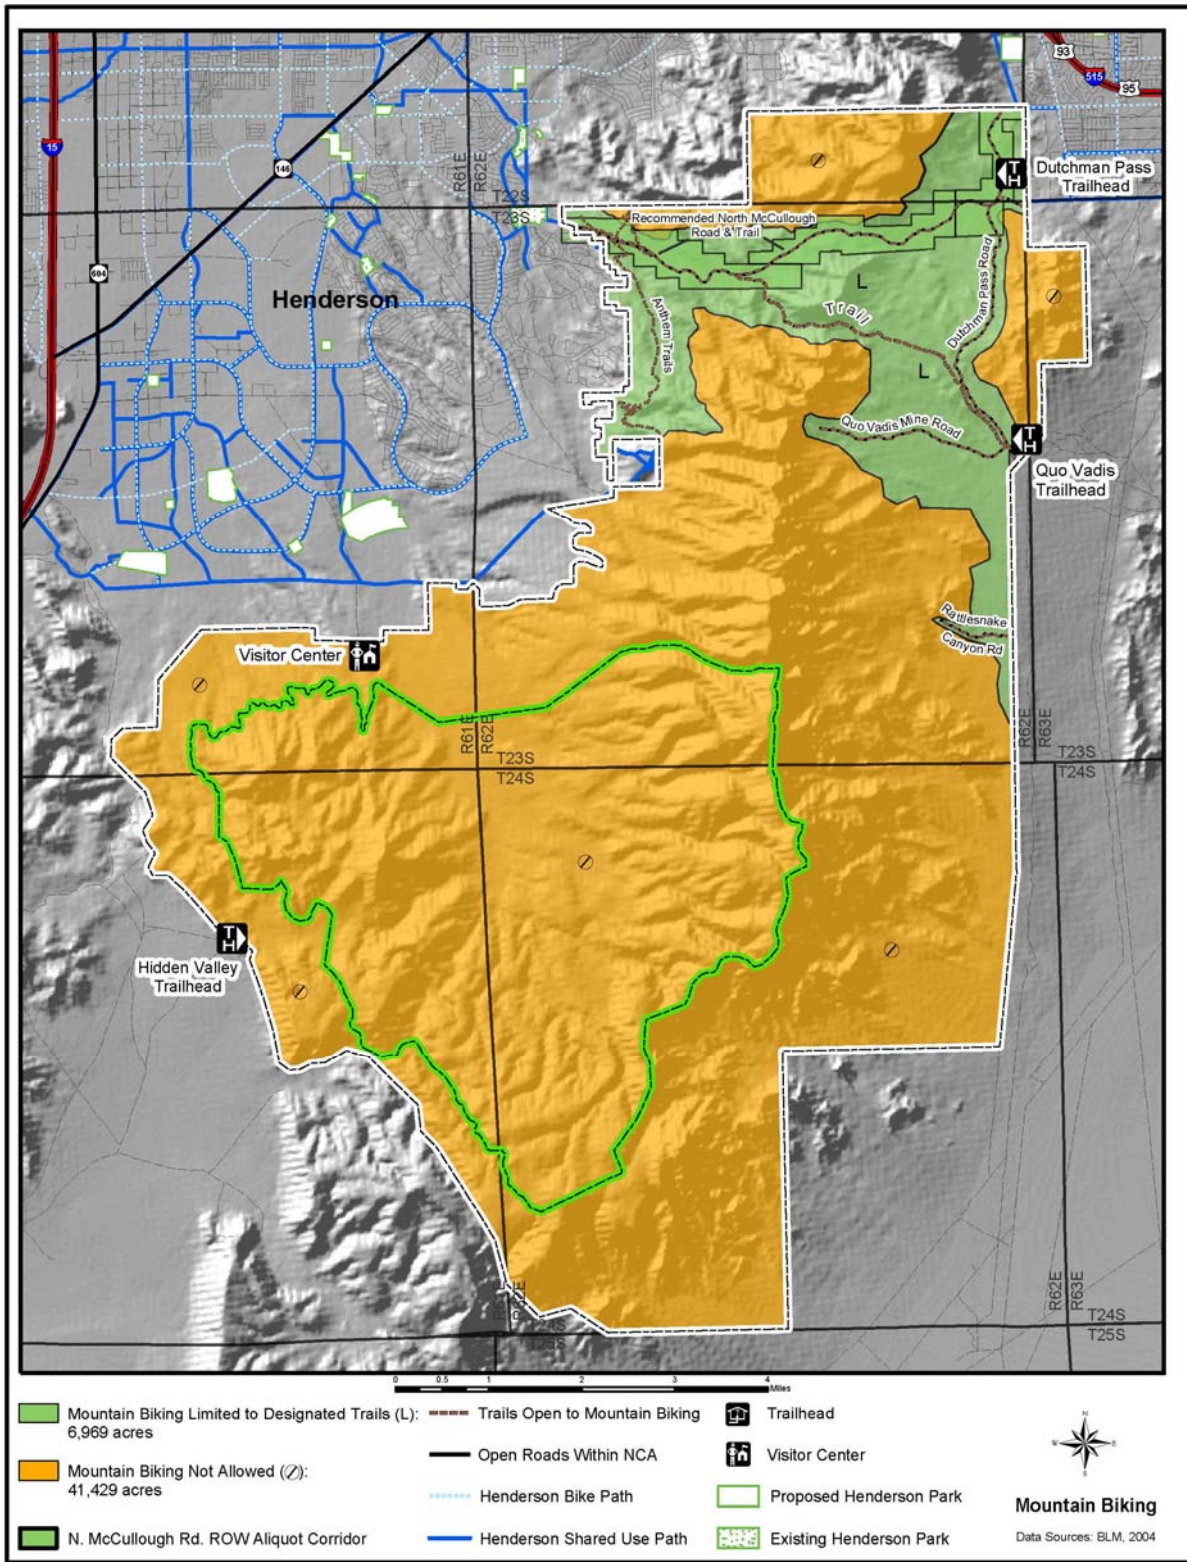 93
515
95
15
146
R61E
R62E
T22S
T23S
Dutchman Pass
Trailhead
Recommended North McCullough
Road & Trail
604
Henderson
L
Trail
Anthem Trails
Dutchman Pass Road
L
Quo Vadis Mine Road
Quo Vadis
Trailhead
Rattlesnake
Canyon Rd
Visitor Center
R61E
R62E
T23S
T24S
R62E
R63E
T23S
T24S
TH
TH
TH
Hidden Valley
Trailhead
R62E
R63E
T24S
T25S
0 0.5 1 2 3 4
Miles
Mountain Biking Limited to Designated Trails (L):
6,969 acres
Mountain Biking Not Allowed (⊘):
41,429 acres
N. McCullough Rd. ROW Aliquot Corridor
Trails Open to Mountain Biking
Open Roads Within NCA
Henderson Bike Path
Henderson Shared Use Path
Trailhead
Visitor Center
Proposed Henderson Park
Existing Henderson Park
N
W E
S
Mountain Biking
Data Sources: BLM, 2004